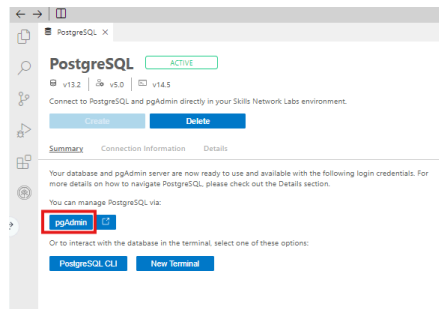 PostgreSQL
PostgreSQL ACTIVE
v13.2 v5.0 v14.5
Connect to PostgreSQL and pgAdmin directly in your Skills Network Labs environment.
Create Delete
Summary Connection Information Details
Your database and pgAdmin server are now ready to use and available with the following login credentials. For
more details on how to navigate PostgreSQL, please check out the Details section.
You can manage PostgreSQL via:
pgAdmin
Or to interact with the database in the terminal, select one of these options:
PostgreSQL CLI New Terminal